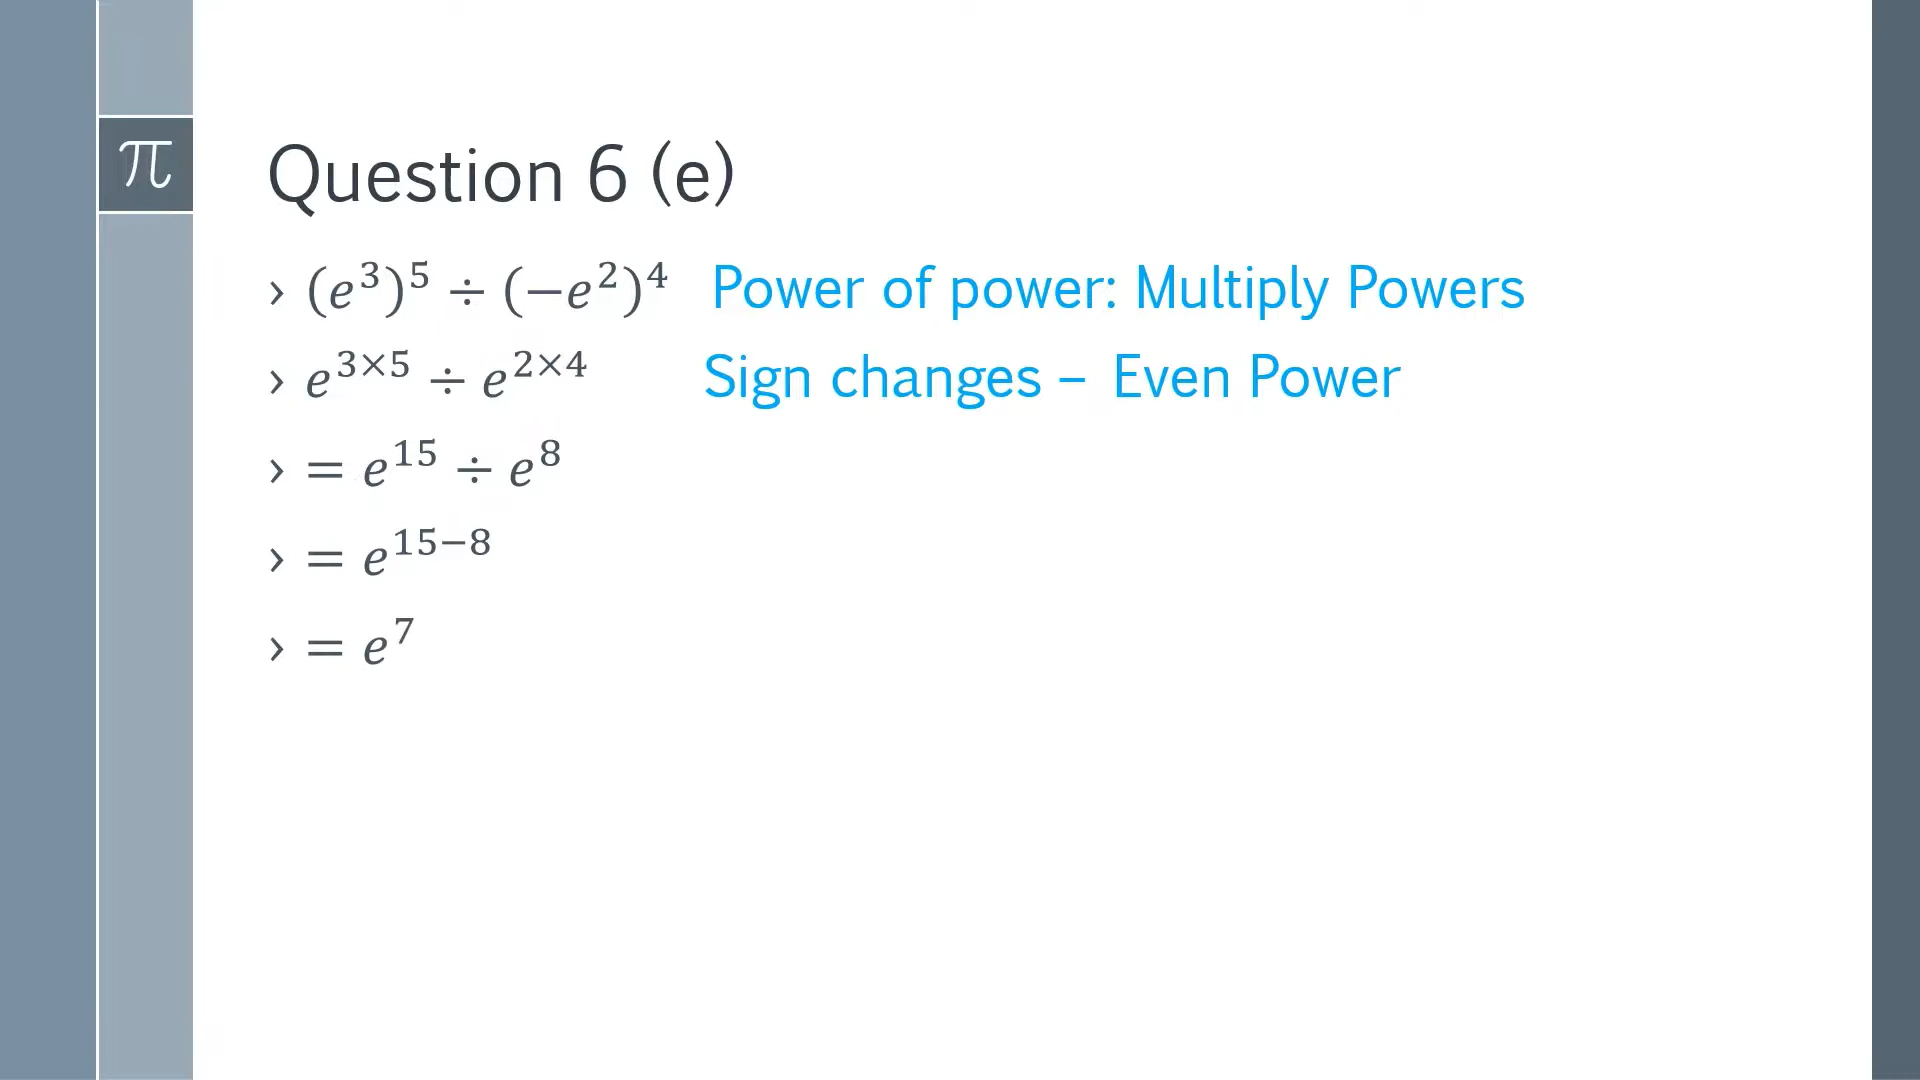 π
Question 6 (e)
› (e³)⁵ ÷ (−e²)⁴ Power of power: Multiply Powers
› e³ˣ⁵ ÷ e²ˣ⁴ Sign changes – Even Power
› = e¹⁵ ÷ e⁸
› = e¹⁵⁻⁸
› = e⁷